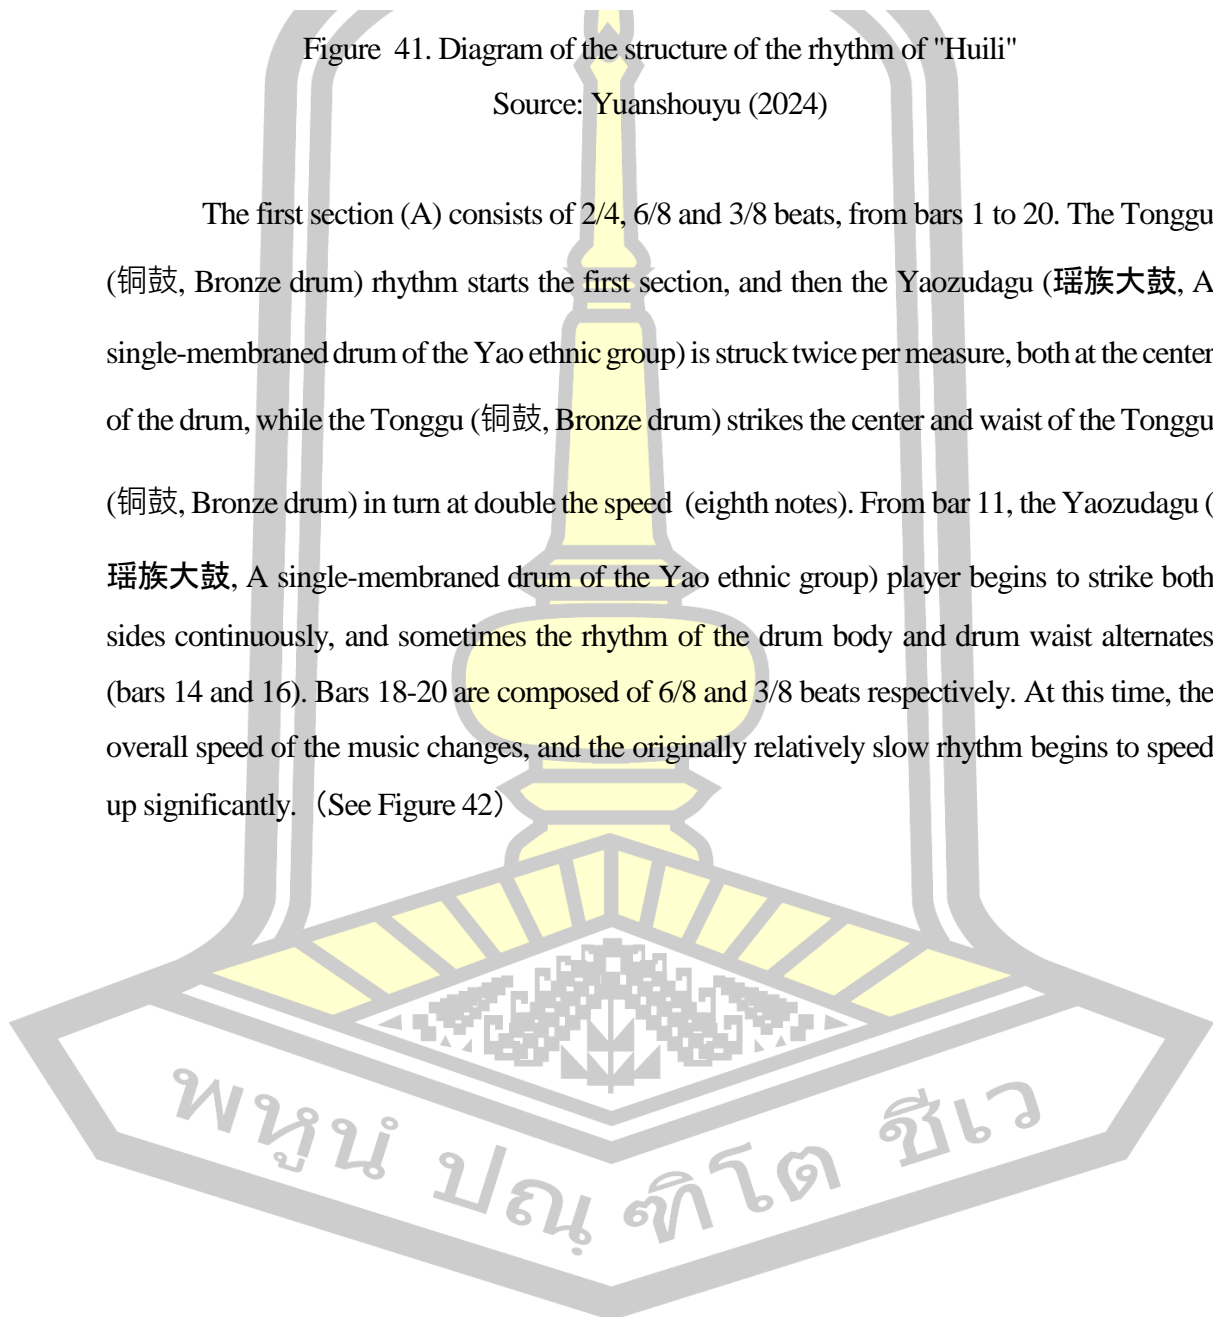 Figure  41. Diagram of the structure of the rhythm of "Huili"
Source: Yuanshouyu (2024)
The first section (A) consists of 2/4, 6/8 and 3/8 beats, from bars 1 to 20. The Tonggu
(铜鼓, Bronze drum) rhythm starts the first section, and then the Yaozudagu (瑶族大鼓, A
single-membraned drum of the Yao ethnic group) is struck twice per measure, both at the center
of the drum, while the Tonggu (铜鼓, Bronze drum) strikes the center and waist of the Tonggu
(铜鼓, Bronze drum) in turn at double the speed  (eighth notes). From bar 11, the Yaozudagu (
瑶族大鼓, A single-membraned drum of the Yao ethnic group) player begins to strike both
sides continuously, and sometimes the rhythm of the drum body and drum waist alternates
(bars 14 and 16). Bars 18-20 are composed of 6/8 and 3/8 beats respectively. At this time, the
overall speed of the music changes, and the originally relatively slow rhythm begins to speed
up significantly.（See Figure 42）
พหูนํ ปณฺฑิโต ชีเว